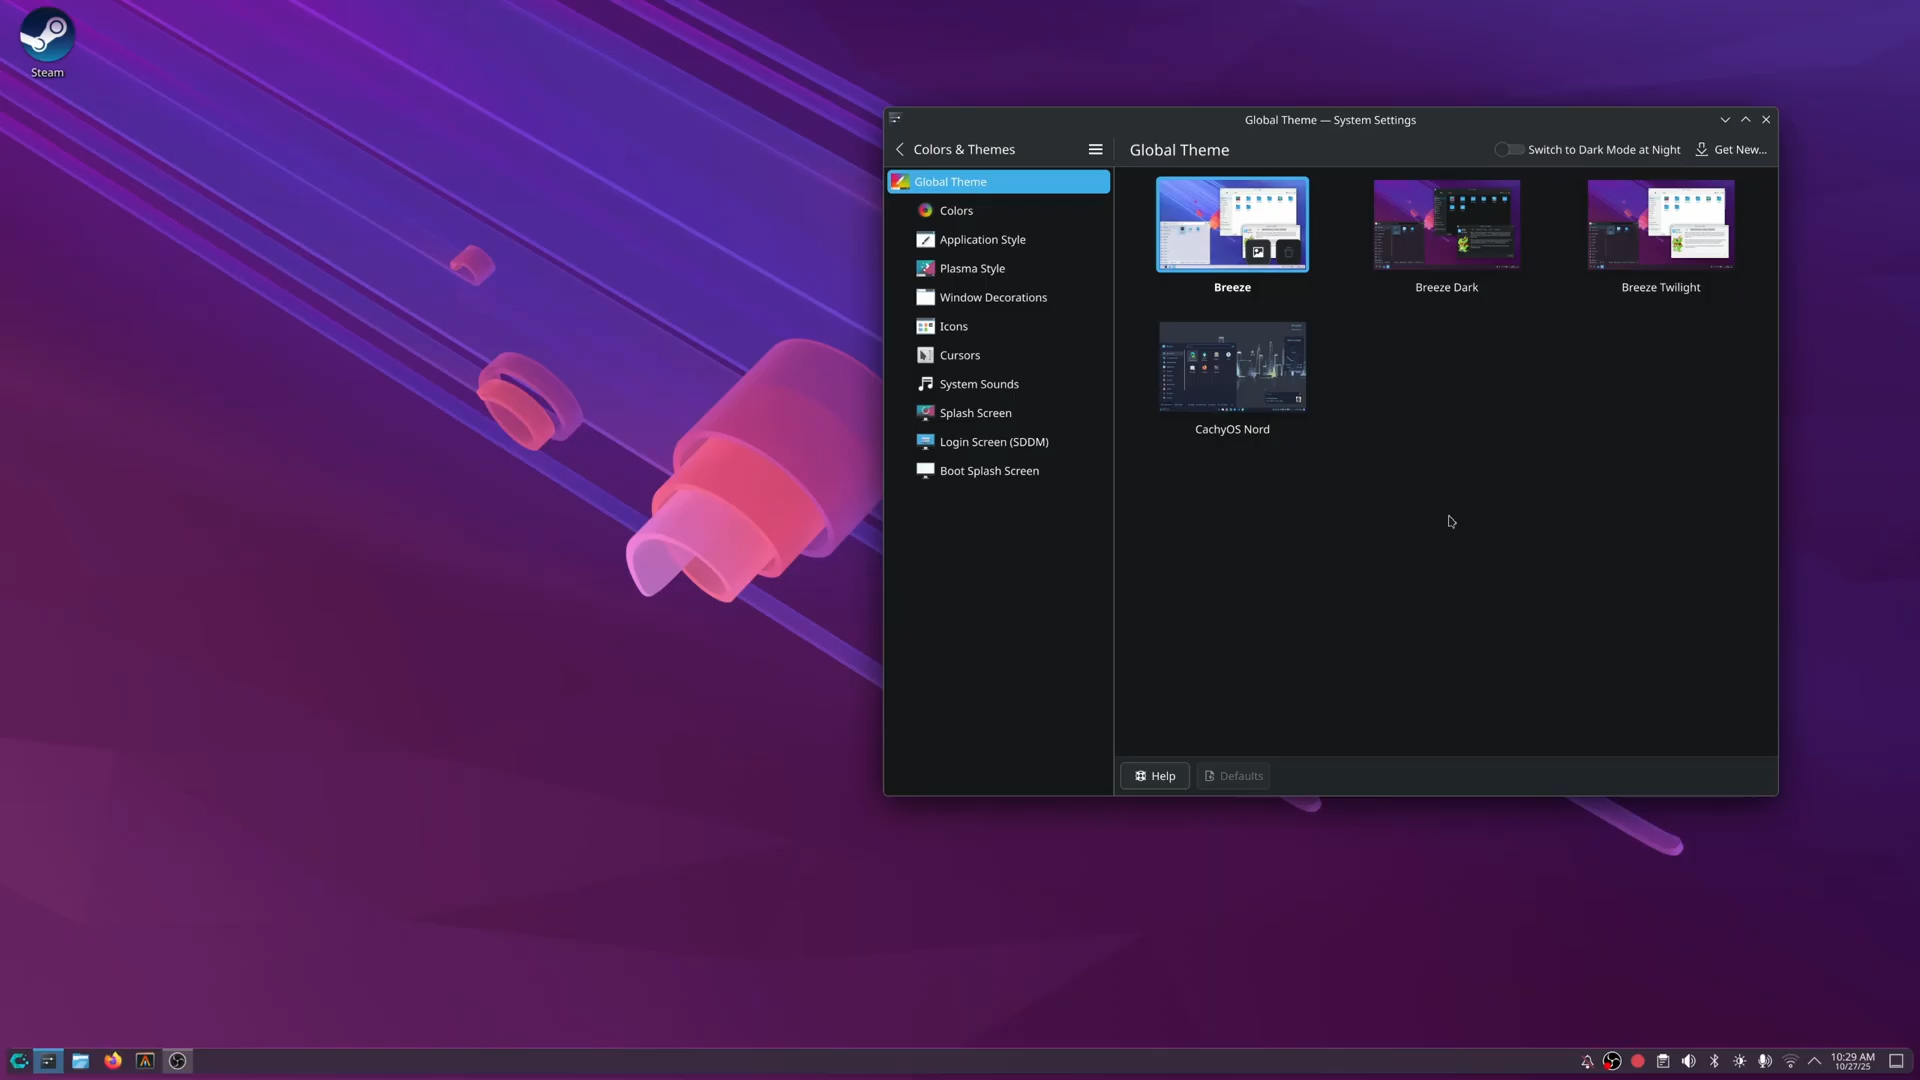 Steam
Global Theme — System Settings
Colors & Themes
Global Theme
Switch to Dark Mode at Night
Get New...
Global Theme
Colors
Application Style
Plasma Style
Window Decorations
Icons
Cursors
System Sounds
Splash Screen
Login Screen (SDDM)
Boot Splash Screen
Breeze
Breeze Dark
Breeze Twilight
CachyOS Nord
Help
Defaults
10:29 AM
10/27/25